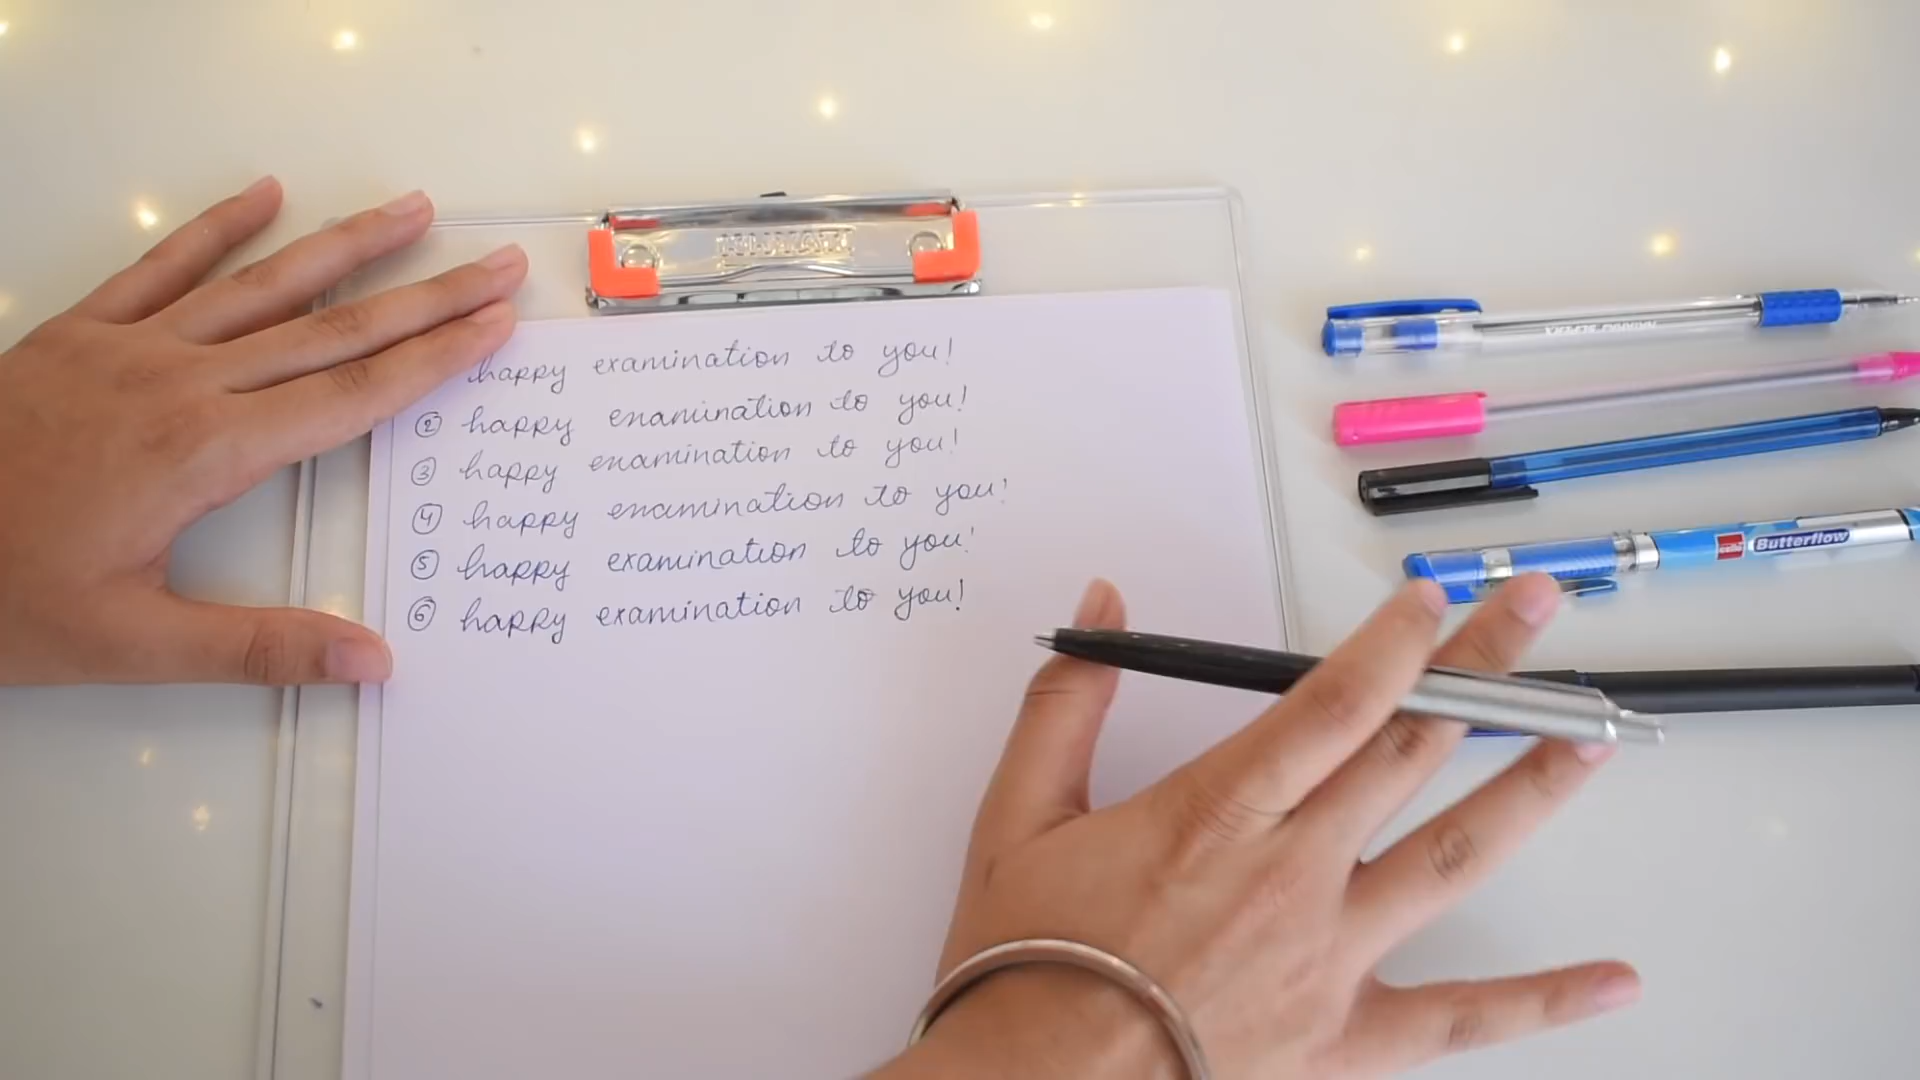 happy examination to you!
② happy examination to you!
③ happy examination to you!
④ happy examination to you!
⑤ happy examination to you!
⑥ happy examination to you!
cello Butterflow